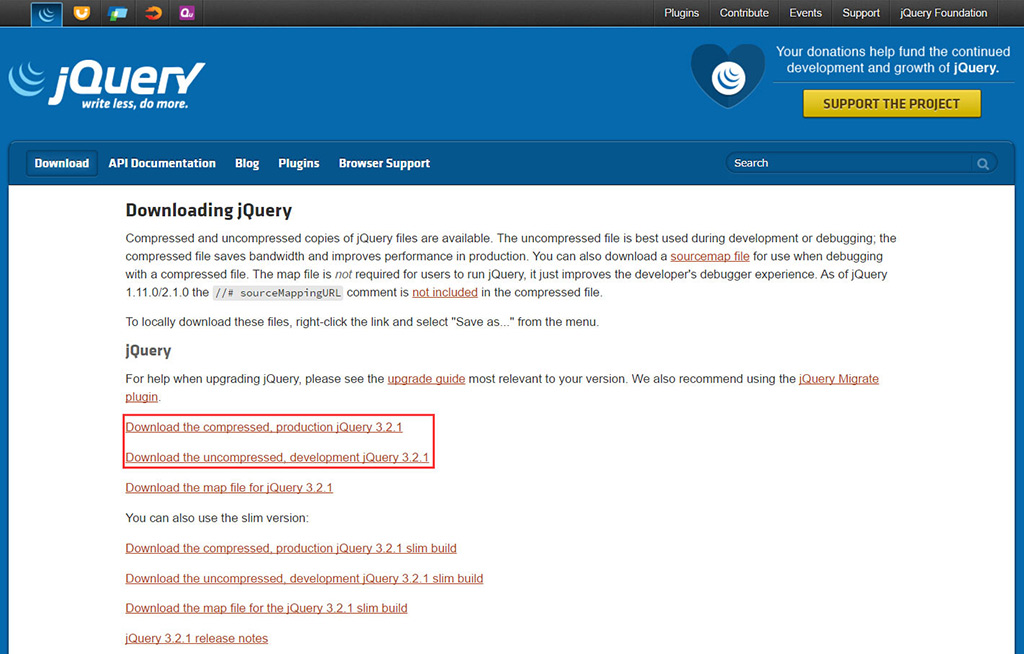 Qu
Plugins Contribute Events Support jQuery Foundation
jQuery
write less, do more.
Your donations help fund the continued
development and growth of jQuery.
SUPPORT THE PROJECT
Download API Documentation Blog Plugins Browser Support Search
Downloading jQuery
Compressed and uncompressed copies of jQuery files are available. The uncompressed file is best used during development or debugging; the
compressed file saves bandwidth and improves performance in production. You can also download a sourcemap file for use when debugging
with a compressed file. The map file is not required for users to run jQuery, it just improves the developer's debugger experience. As of jQuery
1.11.0/2.1.0 the //# sourceMappingURL comment is not included in the compressed file.
To locally download these files, right-click the link and select "Save as..." from the menu.
jQuery
For help when upgrading jQuery, please see the upgrade guide most relevant to your version. We also recommend using the jQuery Migrate
plugin.
Download the compressed, production jQuery 3.2.1
Download the uncompressed, development jQuery 3.2.1
Download the map file for jQuery 3.2.1
You can also use the slim version:
Download the compressed, production jQuery 3.2.1 slim build
Download the uncompressed, development jQuery 3.2.1 slim build
Download the map file for the jQuery 3.2.1 slim build
jQuery 3.2.1 release notes